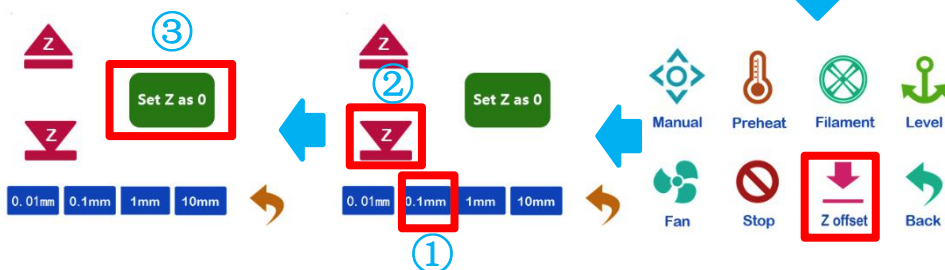 ③
Z
Set Z as 0
Z
0.01mm 0.1mm 1mm 10mm
Z
②
Set Z as 0
Z
0.01mm 0.1mm 1mm 10mm
①
Manual Preheat Filament Level
Fan Stop Z offset Back